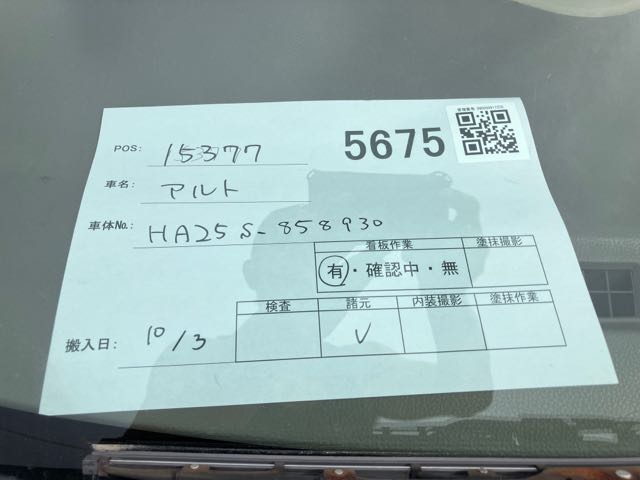 POS: 15377
5675
車名: アルト
車体No.: HA25S-858930
看板作業 塗抹撮影
有・確認中・無
検査 諸元 内装撮影 塗抹作業
搬入日: 10/3 V